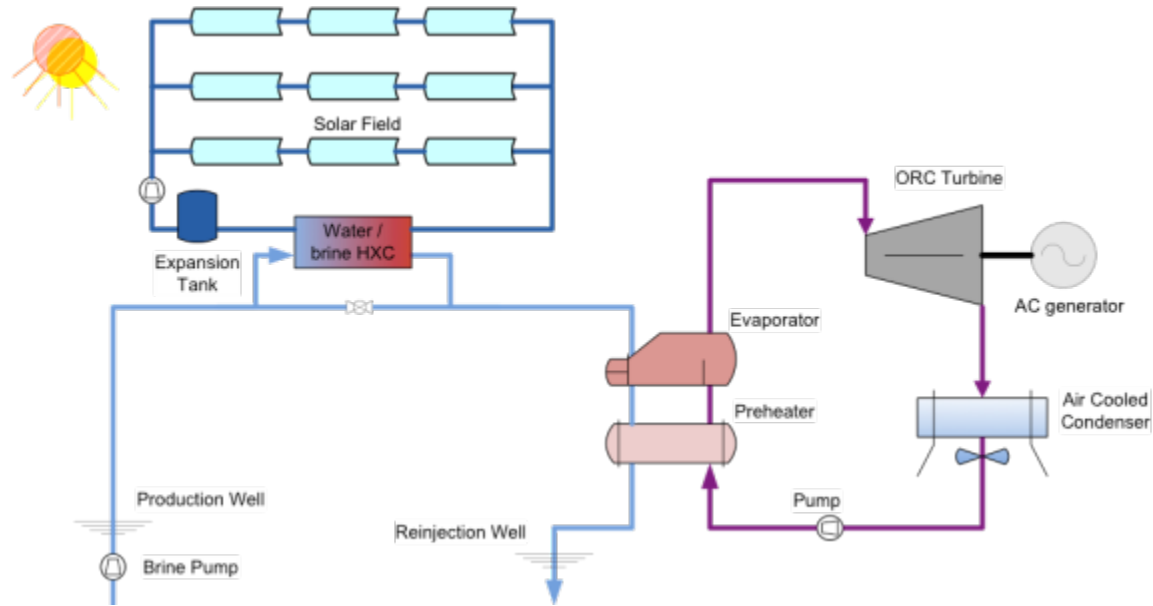 Solar Field
ORC Turbine
Water /
brine HXC
Expansion
Tank
AC generator
Evaporator
Preheater
Air Cooled
Condenser
Production Well
Pump
Reinjection Well
Brine Pump